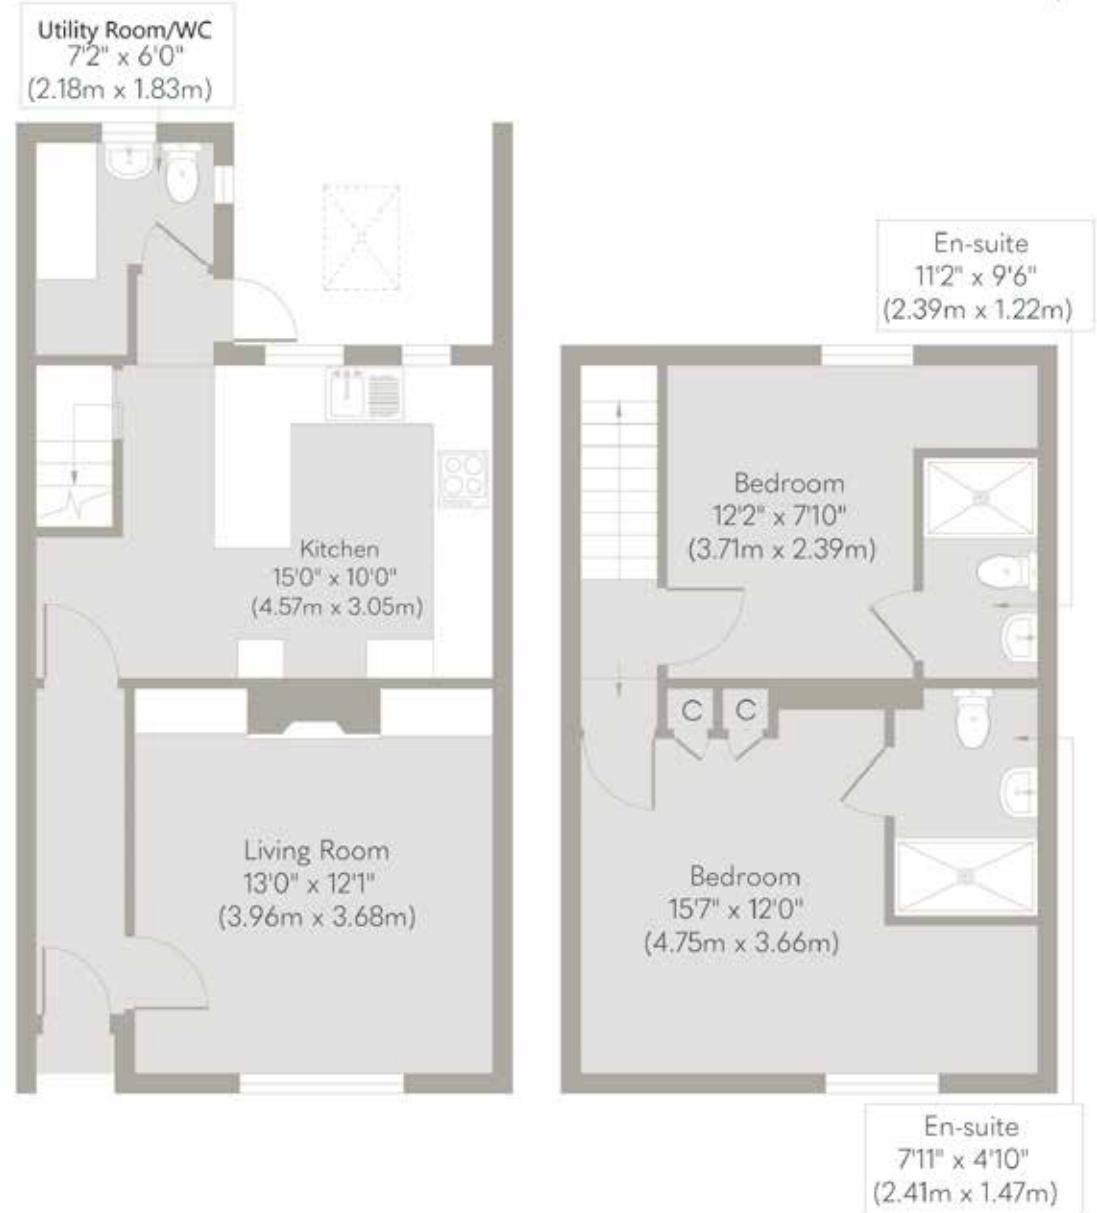 Utility Room/WC
7'2" x 6'0"
(2.18m x 1.83m)
En-suite
11'2" x 9'6"
(2.39m x 1.22m)
Bedroom
12'2" x 7'10"
(3.71m x 2.39m)
Kitchen
15'0" x 10'0"
(4.57m x 3.05m)
C
C
Living Room
13'0" x 12'1"
(3.96m x 3.68m)
Bedroom
15'7" x 12'0"
(4.75m x 3.66m)
En-suite
7'11" x 4'10"
(2.41m x 1.47m)